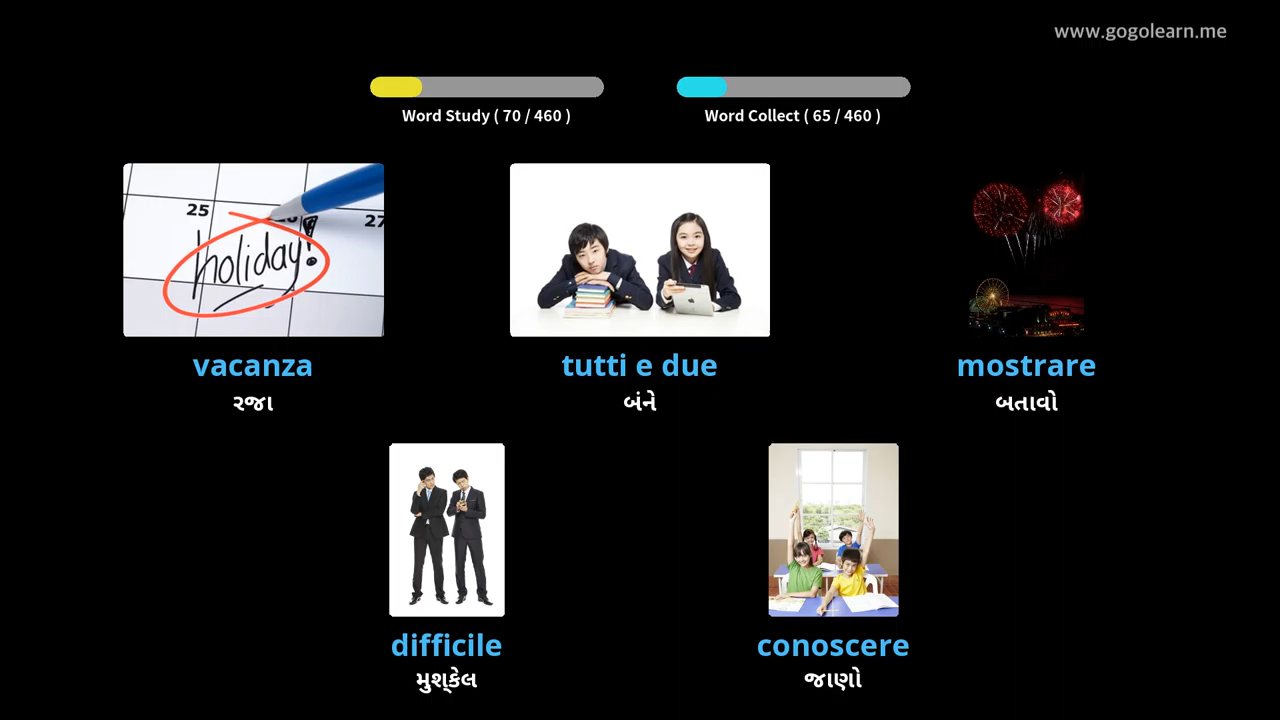 www.gogolearn.me
Word Study ( 70 / 460 )
Word Collect ( 65 / 460 )
25
27
holiday!
vacanza
રજા
tutti e due
બંને
mostrare
બતાવો
difficile
મુશ્કેલ
conoscere
જાણો